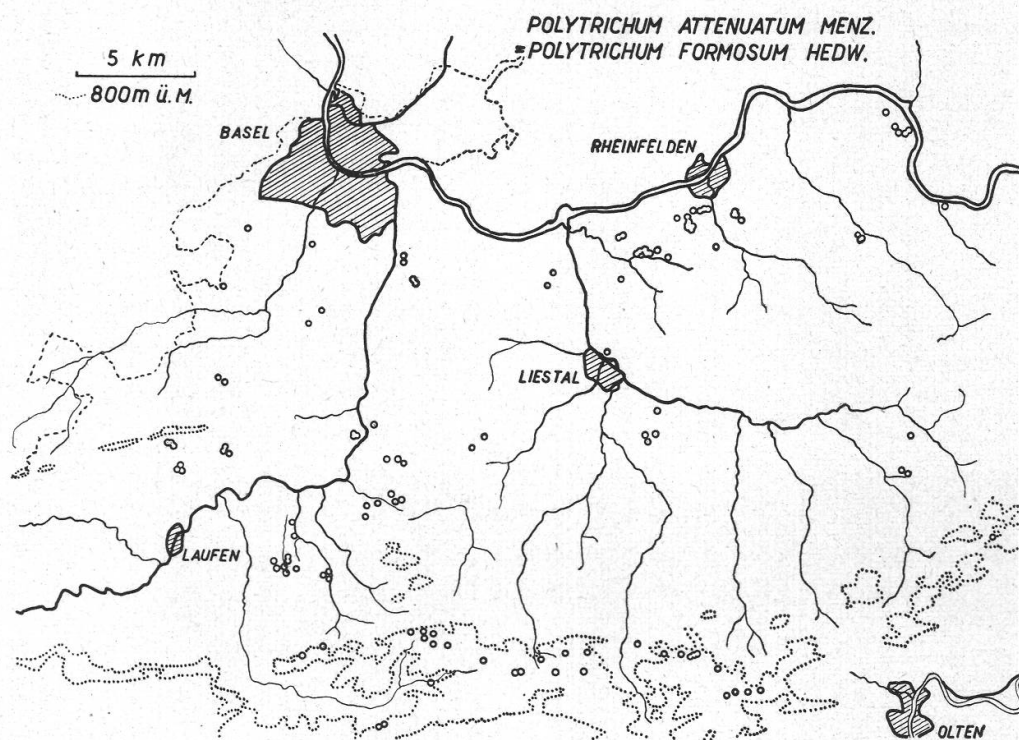 POLYTRICHUM ATTENUATUM MENZ.
=POLYTRICHUM FORMOSUM HEDW.
5 km
800m ü. M.
BASEL
RHEINFELDEN
LIESTAL
LAUFEN
OLTEN